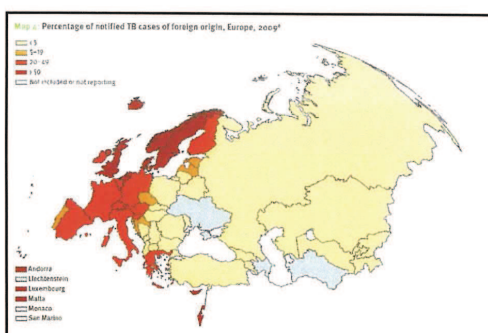 Map 2: Percentage of notified TB cases of foreign origin, Europe, 2009
<5
5–19
20–49
≥50
Not included or not reporting
Andorra
Liechtenstein
Luxembourg
Malta
Monaco
San Marino